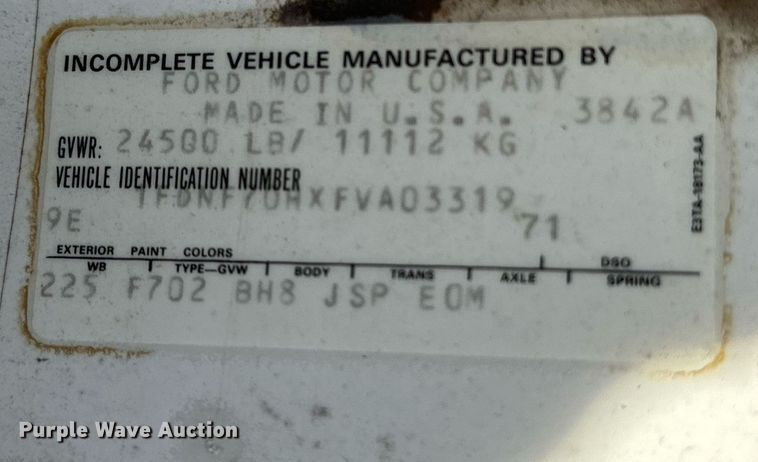 INCOMPLETE VEHICLE MANUFACTURED BY
FORD MOTOR COMPANY
MADE IN U.S.A. 3842A
GVWR: 24500 LB/ 11112 KG
VEHICLE IDENTIFICATION NUMBER
1FDNF70HXFVA03319
9E 71
EXTERIOR PAINT COLORS DSO
WB TYPE—GVW BODY TRANS AXLE SPRING
225 F702 BH8 JSP EOM
E3TA-18173-AA
Purple Wave Auction